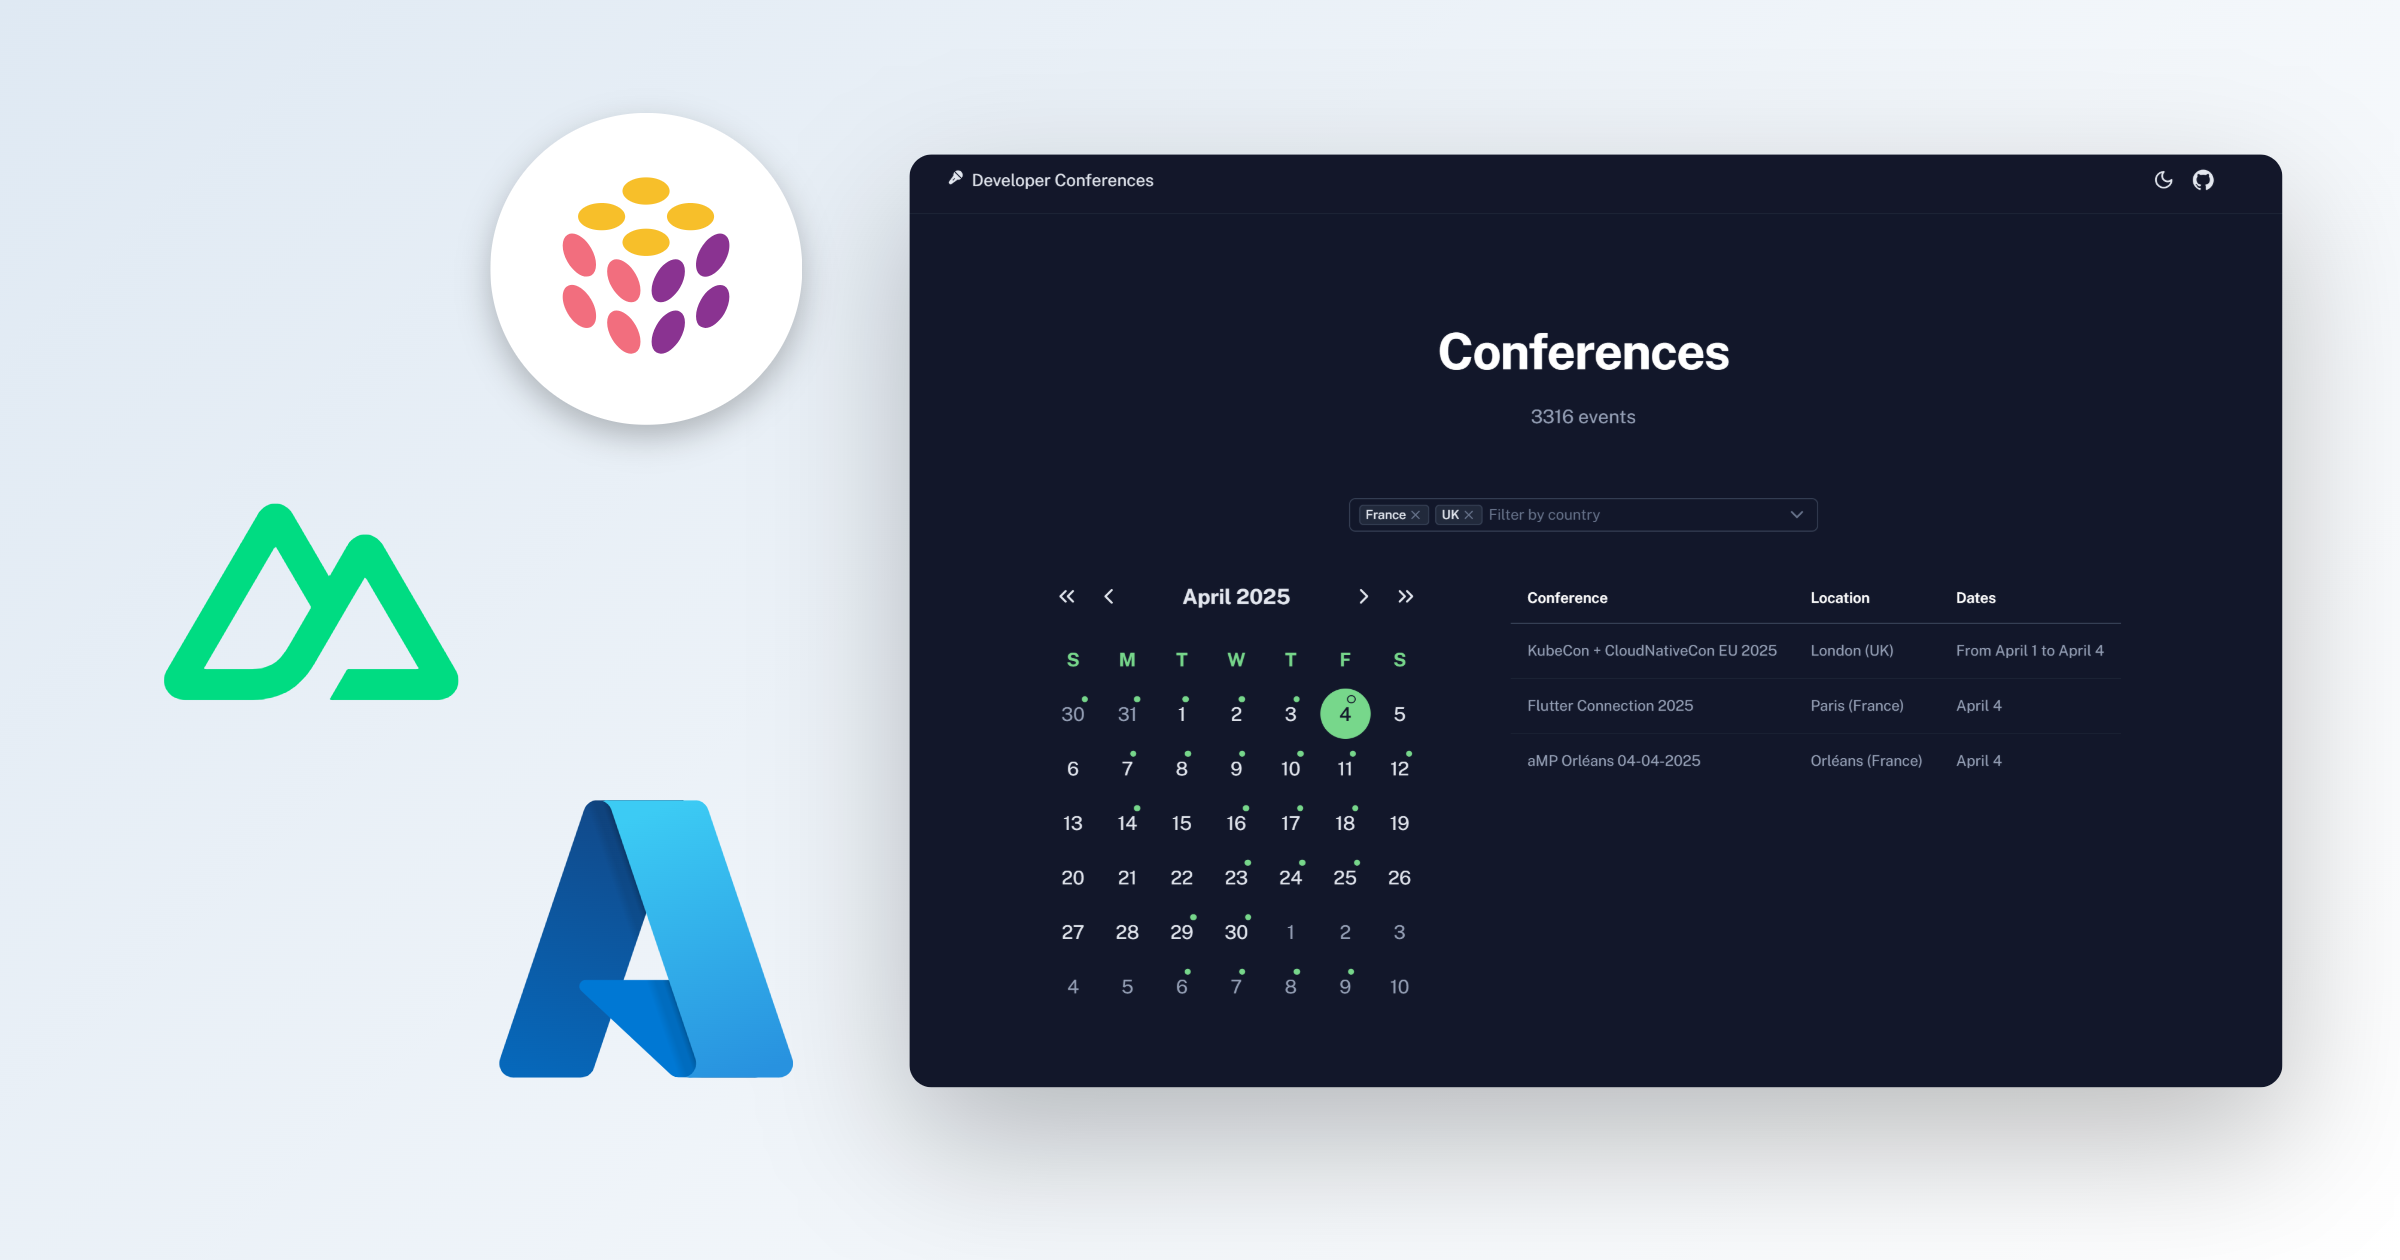 Developer Conferences
Conferences
3316 events
France UK Filter by country
April 2025
S M T W T F S
30 31 1 2 3 4 5
6 7 8 9 10 11 12
13 14 15 16 17 18 19
20 21 22 23 24 25 26
27 28 29 30 1 2 3
4 5 6 7 8 9 10
Conference Location Dates
KubeCon + CloudNativeCon EU 2025 London (UK) From April 1 to April 4
Flutter Connection 2025 Paris (France) April 4
aMP Orléans 04-04-2025 Orléans (France) April 4